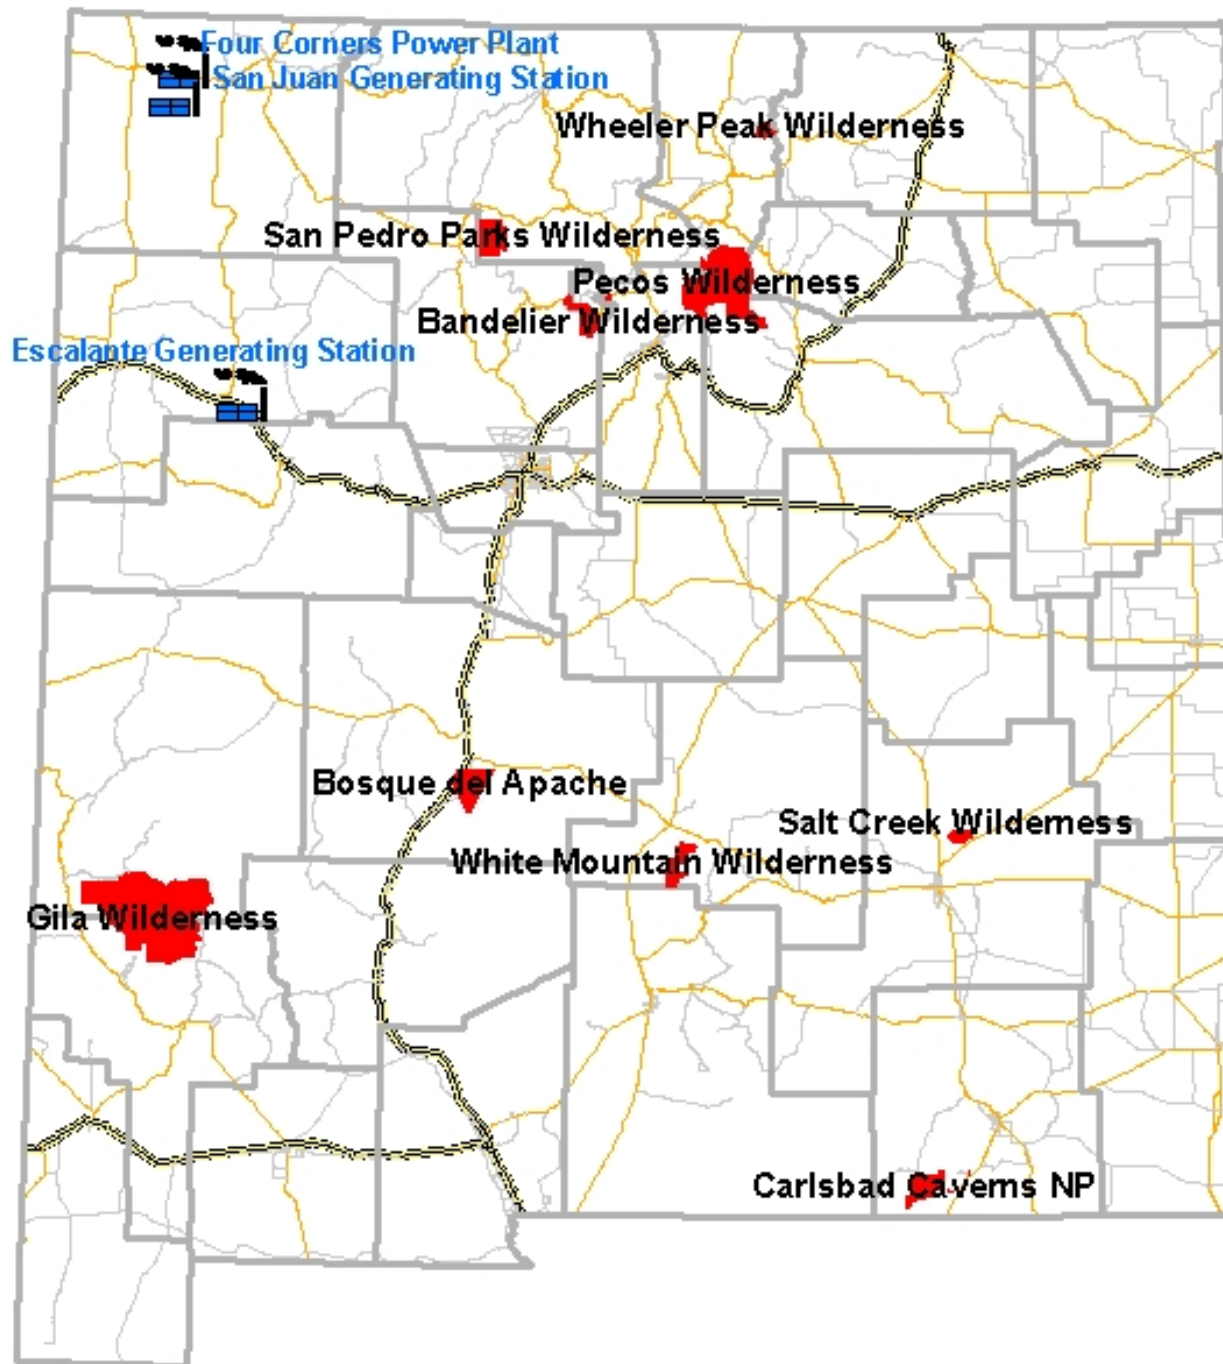 Four Corners Power Plant
San Juan Generating Station
Wheeler Peak Wilderness
San Pedro Parks Wilderness
Pecos Wilderness
Bandelier Wilderness
Escalante Generating Station
Bosque del Apache
Salt Creek Wilderness
White Mountain Wilderness
Gila Wilderness
Carlsbad Caverns NP